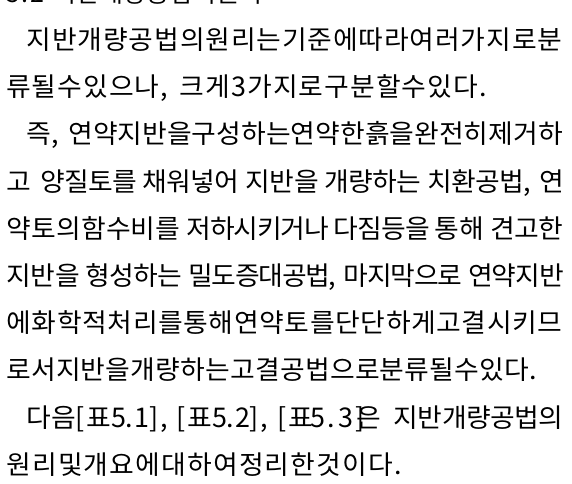 지반개량공법의원리는기준에따라여러가지로분
류될수있으나, 크게3가지로구분할수있다.
즉, 연약지반을구성하는연약한흙을완전히제거하
고 양질토를 채워넣어 지반을 개량하는 치환공법, 연
약토의함수비를 저하시키거나 다짐등을 통해 견고한
지반을 형성하는 밀도증대공법, 마지막으로 연약지반
에화학적처리를통해연약토를단단하게고결시키므
로서지반을개량하는고결공법으로분류될수있다.
다음[표5.1], [표5.2], [표5.3]은 지반개량공법의
원리및개요에대하여정리한것이다.